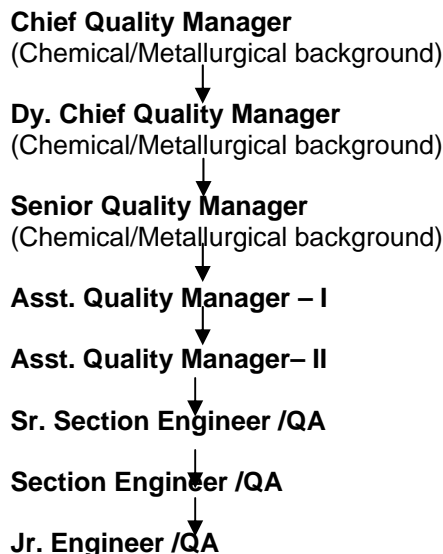 Chief Quality Manager
(Chemical/Metallurgical background)
Dy. Chief Quality Manager
(Chemical/Metallurgical background)
Senior Quality Manager
(Chemical/Metallurgical background)
Asst. Quality Manager – I
Asst. Quality Manager– II
Sr. Section Engineer /QA
Section Engineer /QA
Jr. Engineer /QA